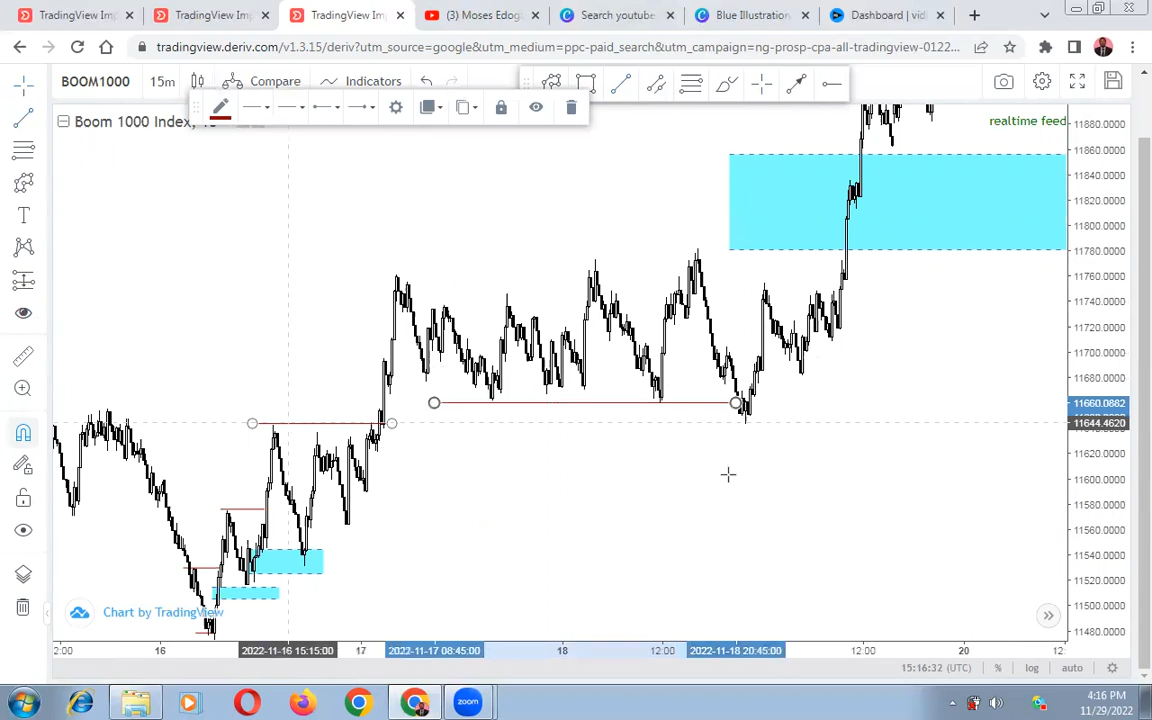 TradingView Im
TradingView Im
TradingView Im
(3) Moses Edog
Search youtube
Blue Illustration
Dashboard | vidI
tradingview.deriv.com/v1.3.15/deriv?utm_source=google&utm_medium=ppc-paid_search&utm_campaign=ng-prosp-cpa-all-tradingview-0122...
BOOM1000
15m
Compare
Indicators
Boom 1000 Index,
realtime feed
11880.0000
11860.0000
11840.0000
11820.0000
11800.0000
11780.0000
11760.0000
11740.0000
11720.0000
11700.0000
11680.0000
11660.0882
11644.4620
11620.0000
11600.0000
11580.0000
11560.0000
11540.0000
11520.0000
11500.0000
11480.0000
Chart by TradingView
2:00
16
2022-11-16 15:15:00
17
2022-11-17 08:45:00
18
12:00
2022-11-18 20:45:00
12:00
20
12:
15:16:32 (UTC)
%
log
auto
zoom
4:16 PM
11/29/2022